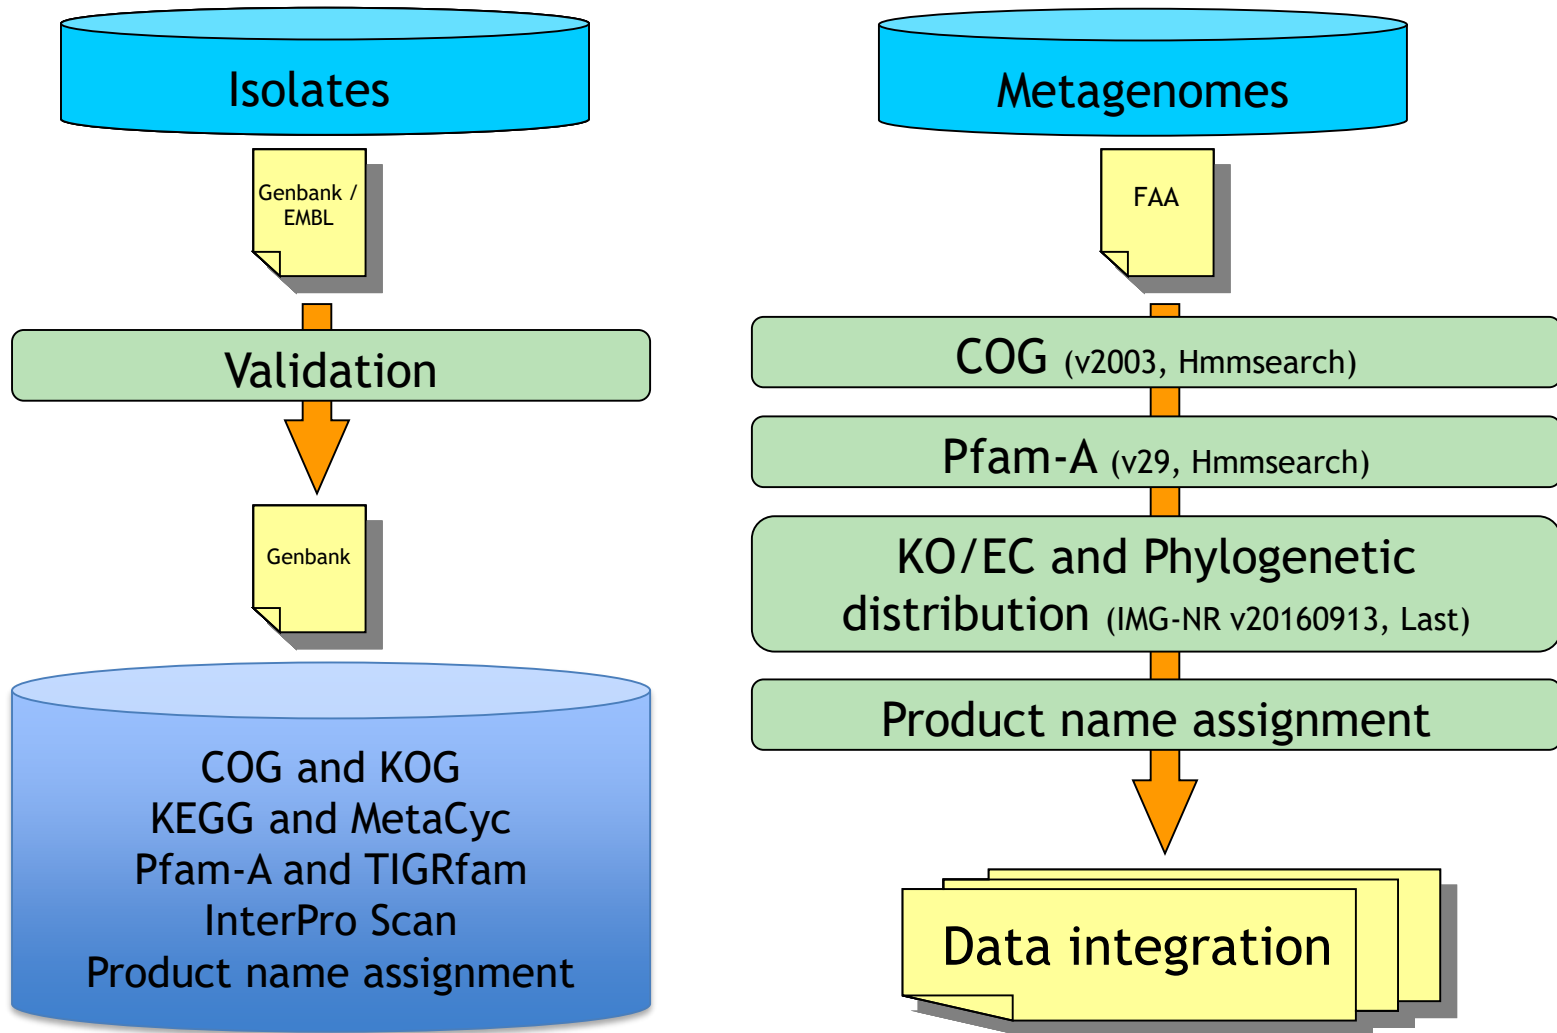 Isolates
Genbank /
EMBL
Validation
Genbank
COG and KOG
KEGG and MetaCyc
Pfam-A and TIGRfam
InterPro Scan
Product name assignment
Metagenomes
FAA
COG (v2003, Hmmsearch)
Pfam-A (v29, Hmmsearch)
KO/EC and Phylogenetic
distribution (IMG-NR v20160913, Last)
Product name assignment
Data integration